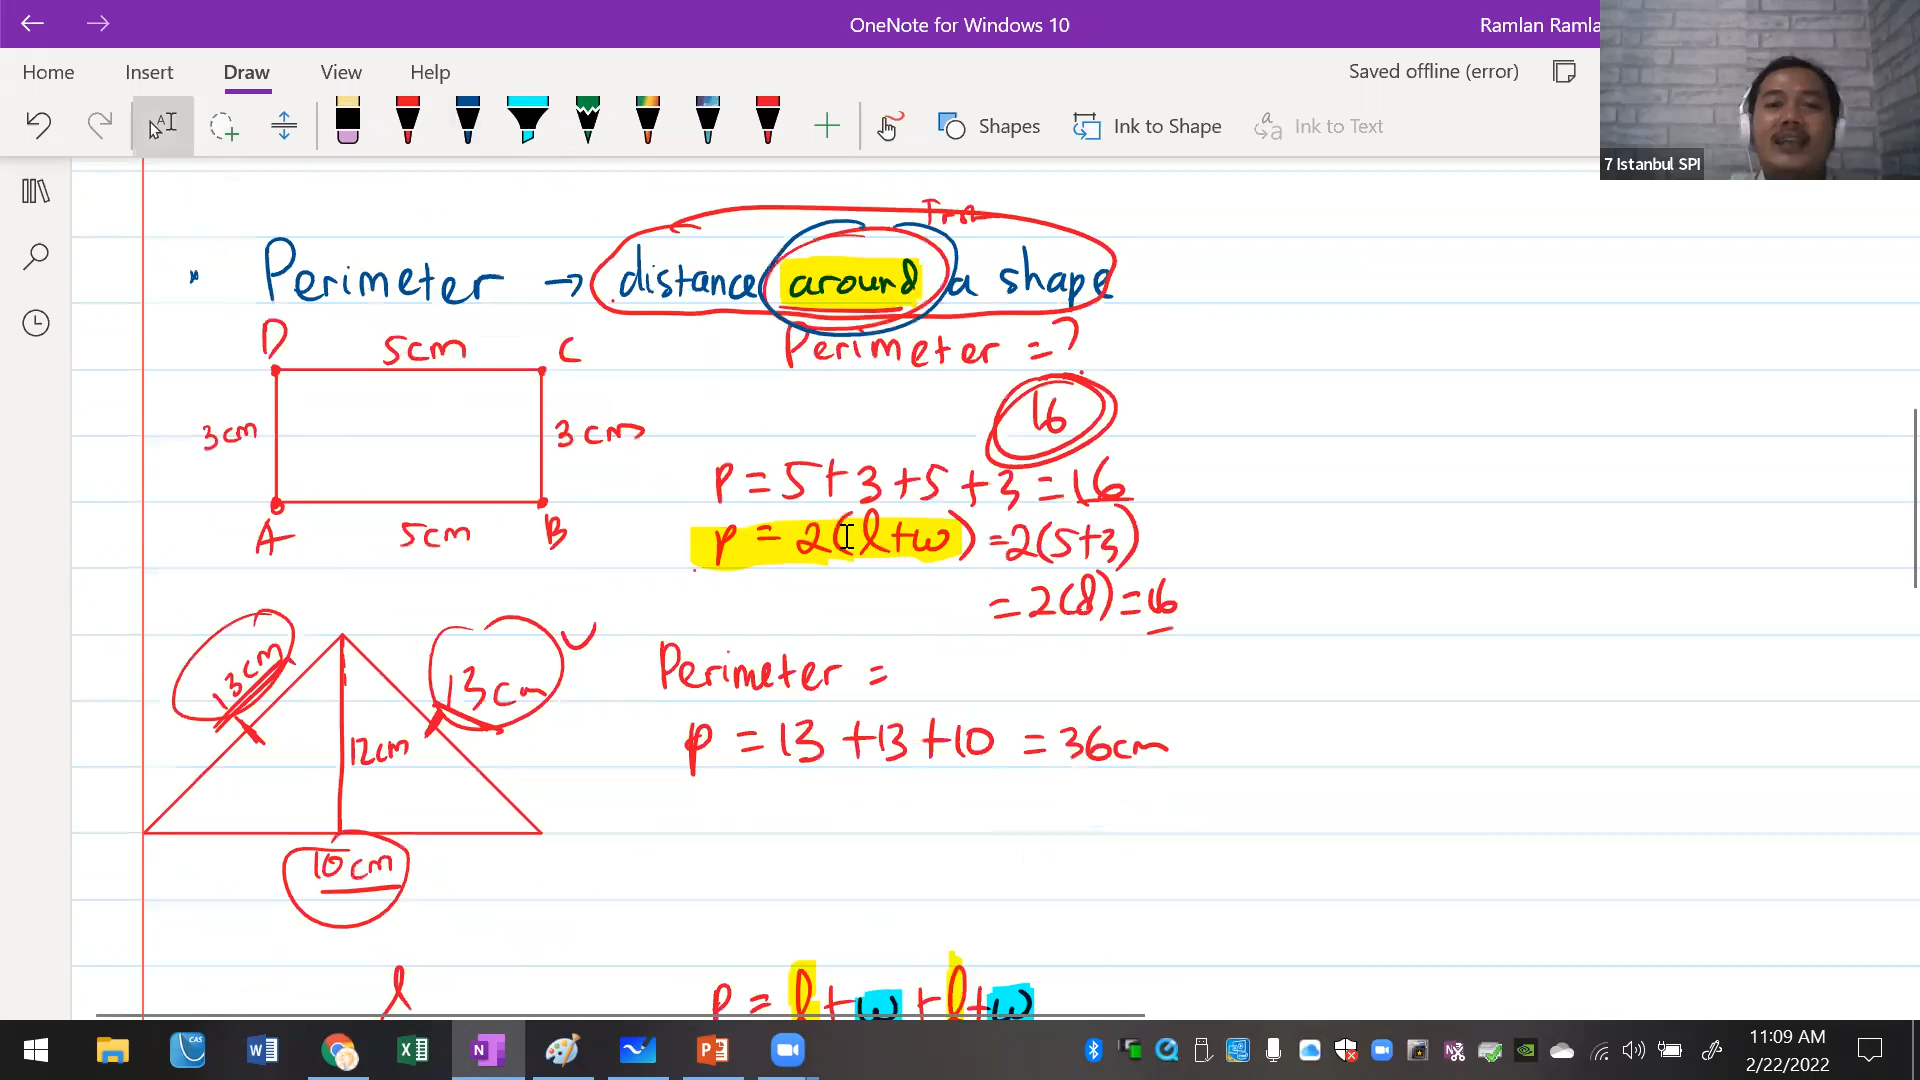 OneNote for Windows 10
Ramlan Ramla
Home Insert Draw View Help
Saved offline (error)
Shapes Ink to Shape Ink to Text
7 Istanbul SPI
Perimeter → distance around a shape
D 5cm C
Perimeter = ?
16
3cm 3cm
P = 5+3+5+3 = 16
A 5cm B
P = 2(l+w) = 2(5+3)
= 2(8) = 16
13cm 13cm
Perimeter =
12cm
P = 13 +13 +10 = 36cm
10cm
l
P = l+w+l+w
11:09 AM
2/22/2022